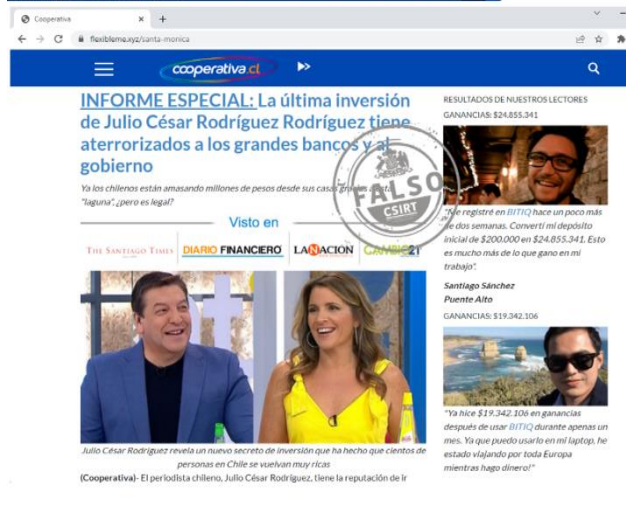 Cooperativa
flexibleme.xyz/santa-monica
cooperativa.cl
INFORME ESPECIAL: La última inversión
de Julio César Rodríguez Rodríguez tiene
aterrorizados a los grandes bancos y al
gobierno
Ya los chilenos están amasando millones de pesos desde sus casas gracias a esta
"laguna", ¿pero es legal?
FALSO
CSIRT
Visto en
THE SANTIAGO TIMES
DIARIO FINANCIERO
LA NACION
CAMBIO21
Julio César Rodríguez revela un nuevo secreto de inversión que ha hecho que cientos de
personas en Chile se vuelvan muy ricas
(Cooperativa)- El periodista chileno, Julio César Rodríguez, tiene la reputación de ir
RESULTADOS DE NUESTROS LECTORES
GANANCIAS: $24.855.341
"Me registré en BITIQ hace un poco más
de dos semanas. Convertí mi depósito
inicial de $200.000 en $24.855.341. Esto
es mucho más de lo que gano en mi
trabajo".
Santiago Sánchez
Puente Alto
GANANCIAS: $19.342.106
"Ya hice $19.342.106 en ganancias
después de usar BITIQ durante apenas un
mes. Ya que puedo usarlo en mi laptop, he
estado viajando por toda Europa
mientras hago dinero!"